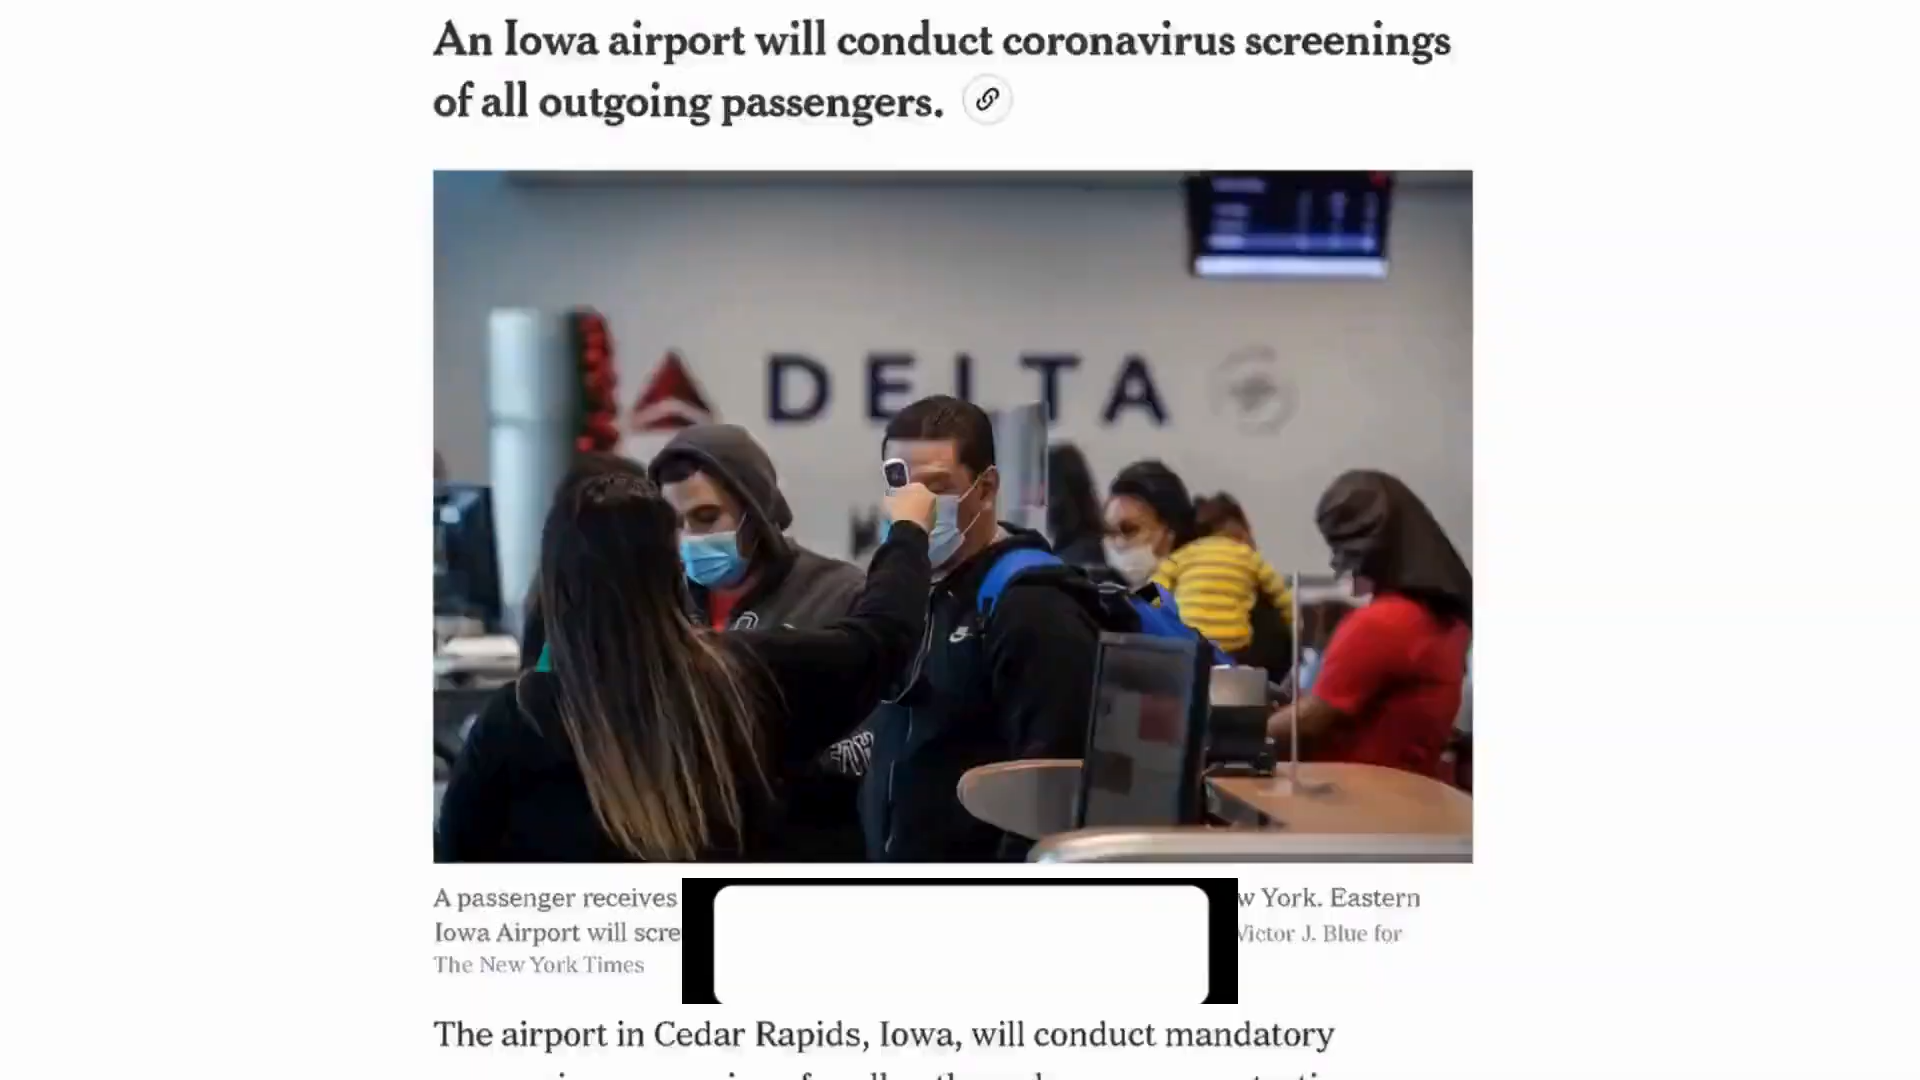 An Iowa airport will conduct coronavirus screenings
of all outgoing passengers.
DELTA
A passenger receives
w York. Eastern
Iowa Airport will scre
Victor J. Blue for
The New York Times
The airport in Cedar Rapids, Iowa, will conduct mandatory